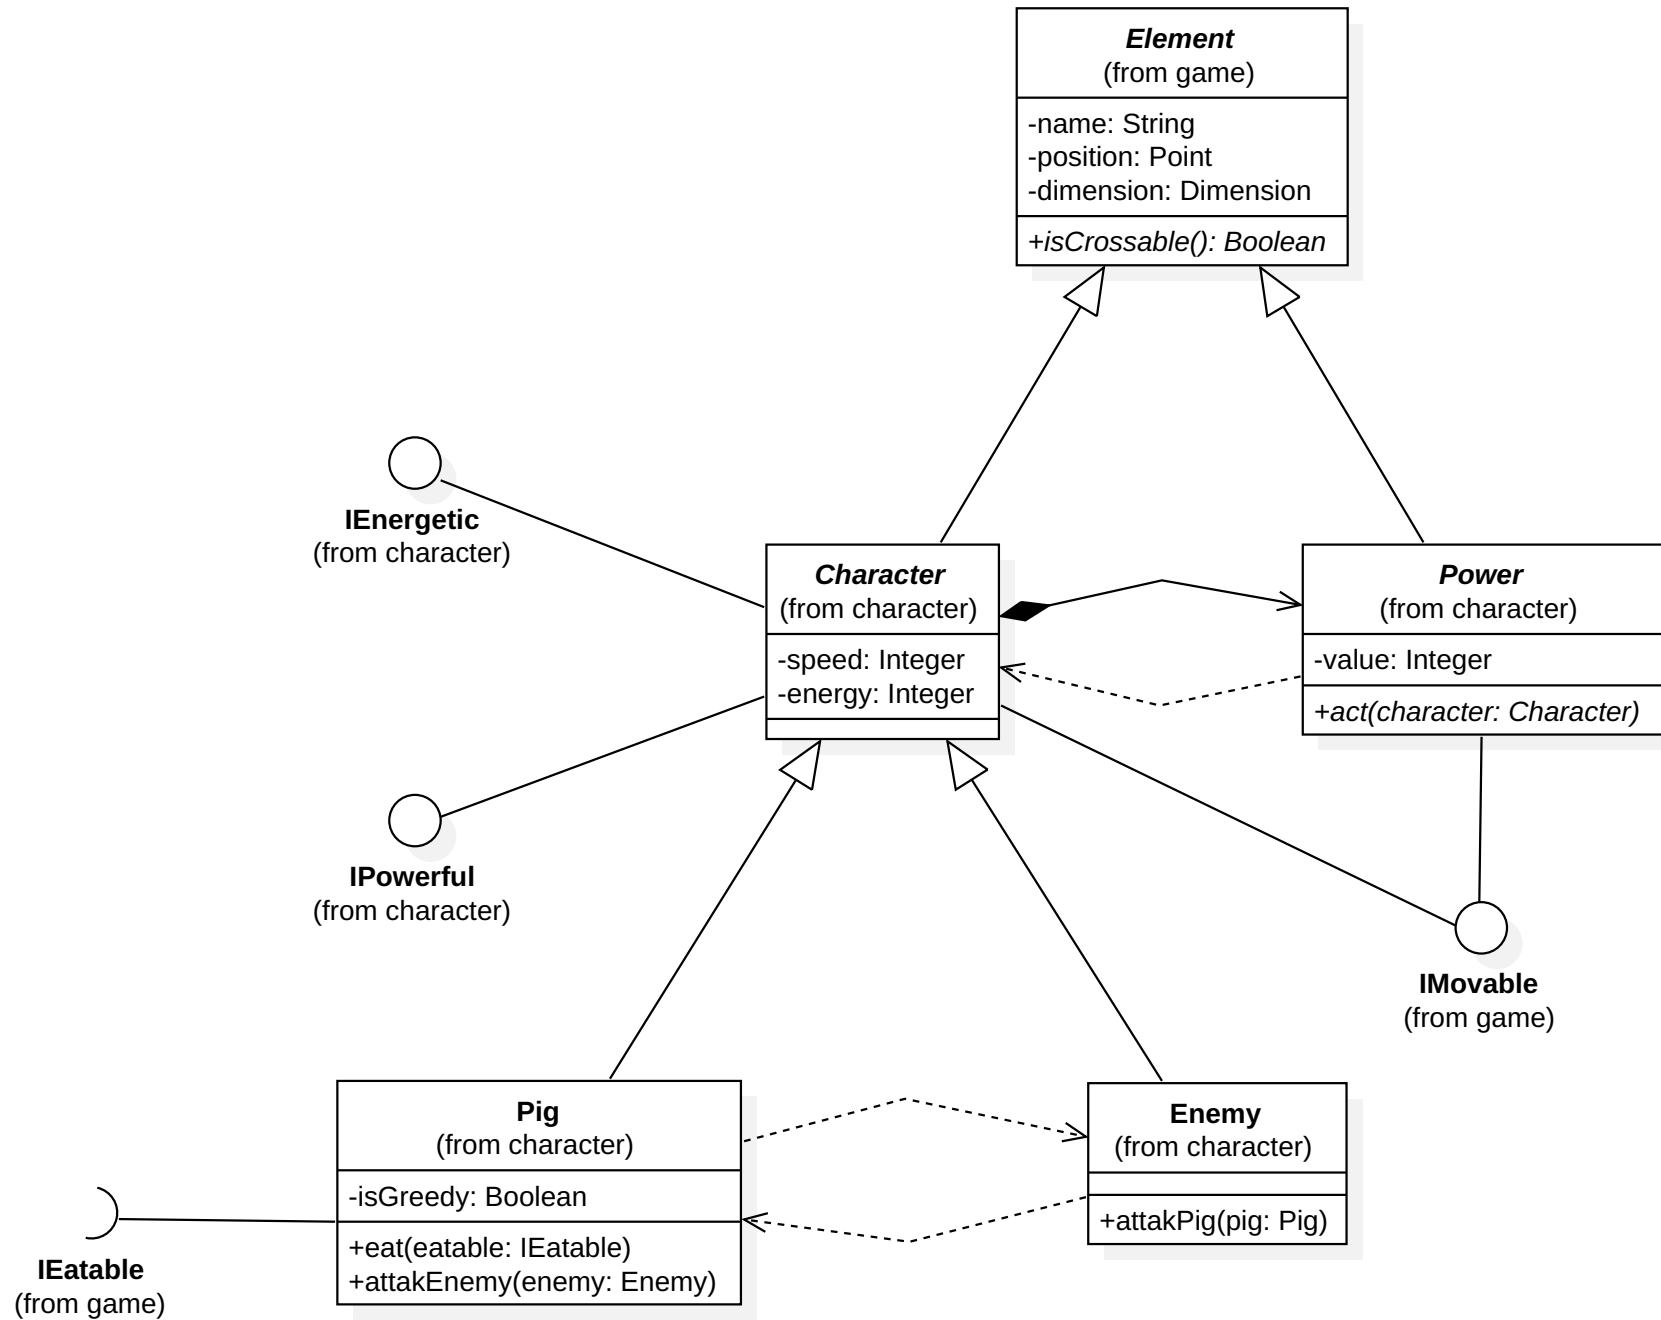 Element
(from game)
-name: String
-position: Point
-dimension: Dimension
+isCrossable(): Boolean
IEnergetic
(from character)
Character
(from character)
-speed: Integer
-energy: Integer
Power
(from character)
-value: Integer
+act(character: Character)
IPowerful
(from character)
IMovable
(from game)
Pig
(from character)
-isGreedy: Boolean
+eat(eatable: IEatable)
+attakEnemy(enemy: Enemy)
Enemy
(from character)
+attakPig(pig: Pig)
IEatable
(from game)